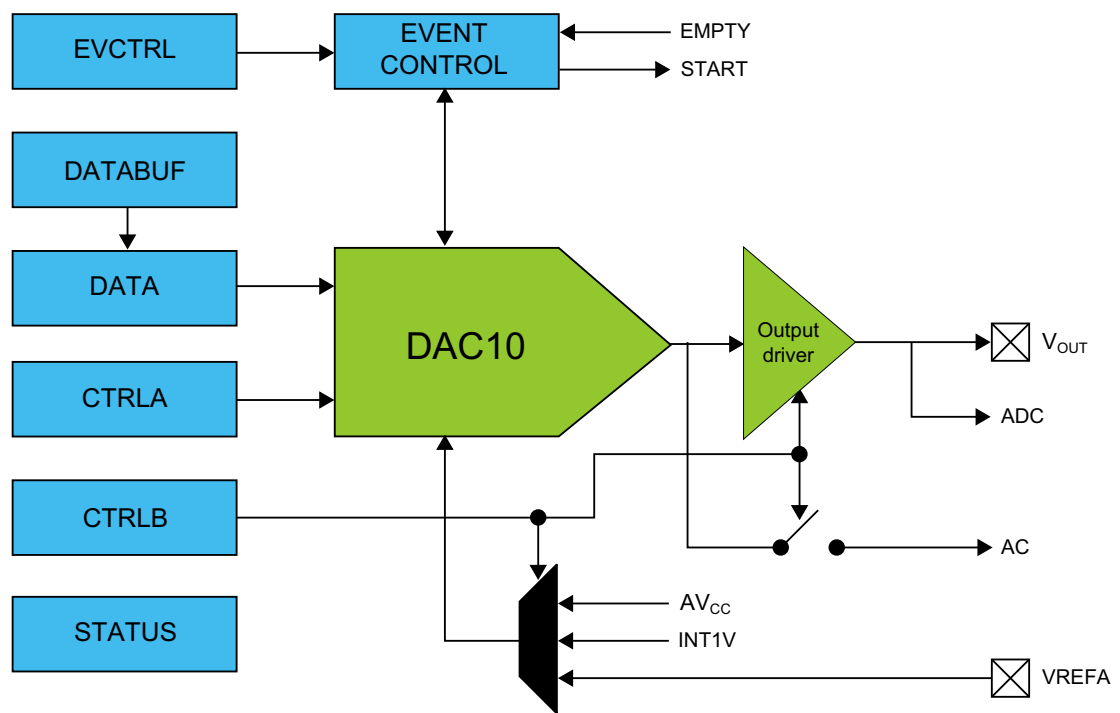 EVCTRL
EVENT
CONTROL
EMPTY
START
DATABUF
DATA
DAC10
Output
driver
VOUT
CTRLA
ADC
CTRLB
AC
AVCC
STATUS
INT1V
VREFA